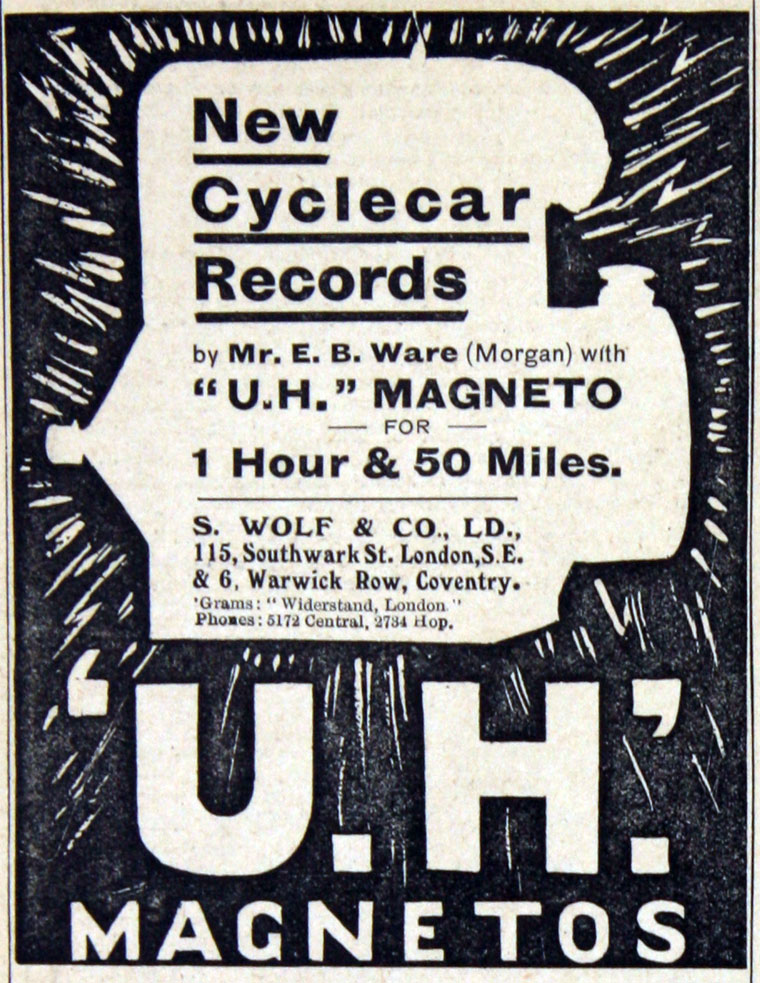 New
Cyclecar
Records
by Mr. E. B. Ware (Morgan) with
"U.H." MAGNETO
— FOR —
1 Hour & 50 Miles.
S. WOLF & CO., LD.,
115, Southwark St. London, S.E.
& 6, Warwick Row, Coventry.
'Grams: "Widerstand, London"
Phones: 5172 Central, 2734 Hop.
'U.H.'
MAGNETOS